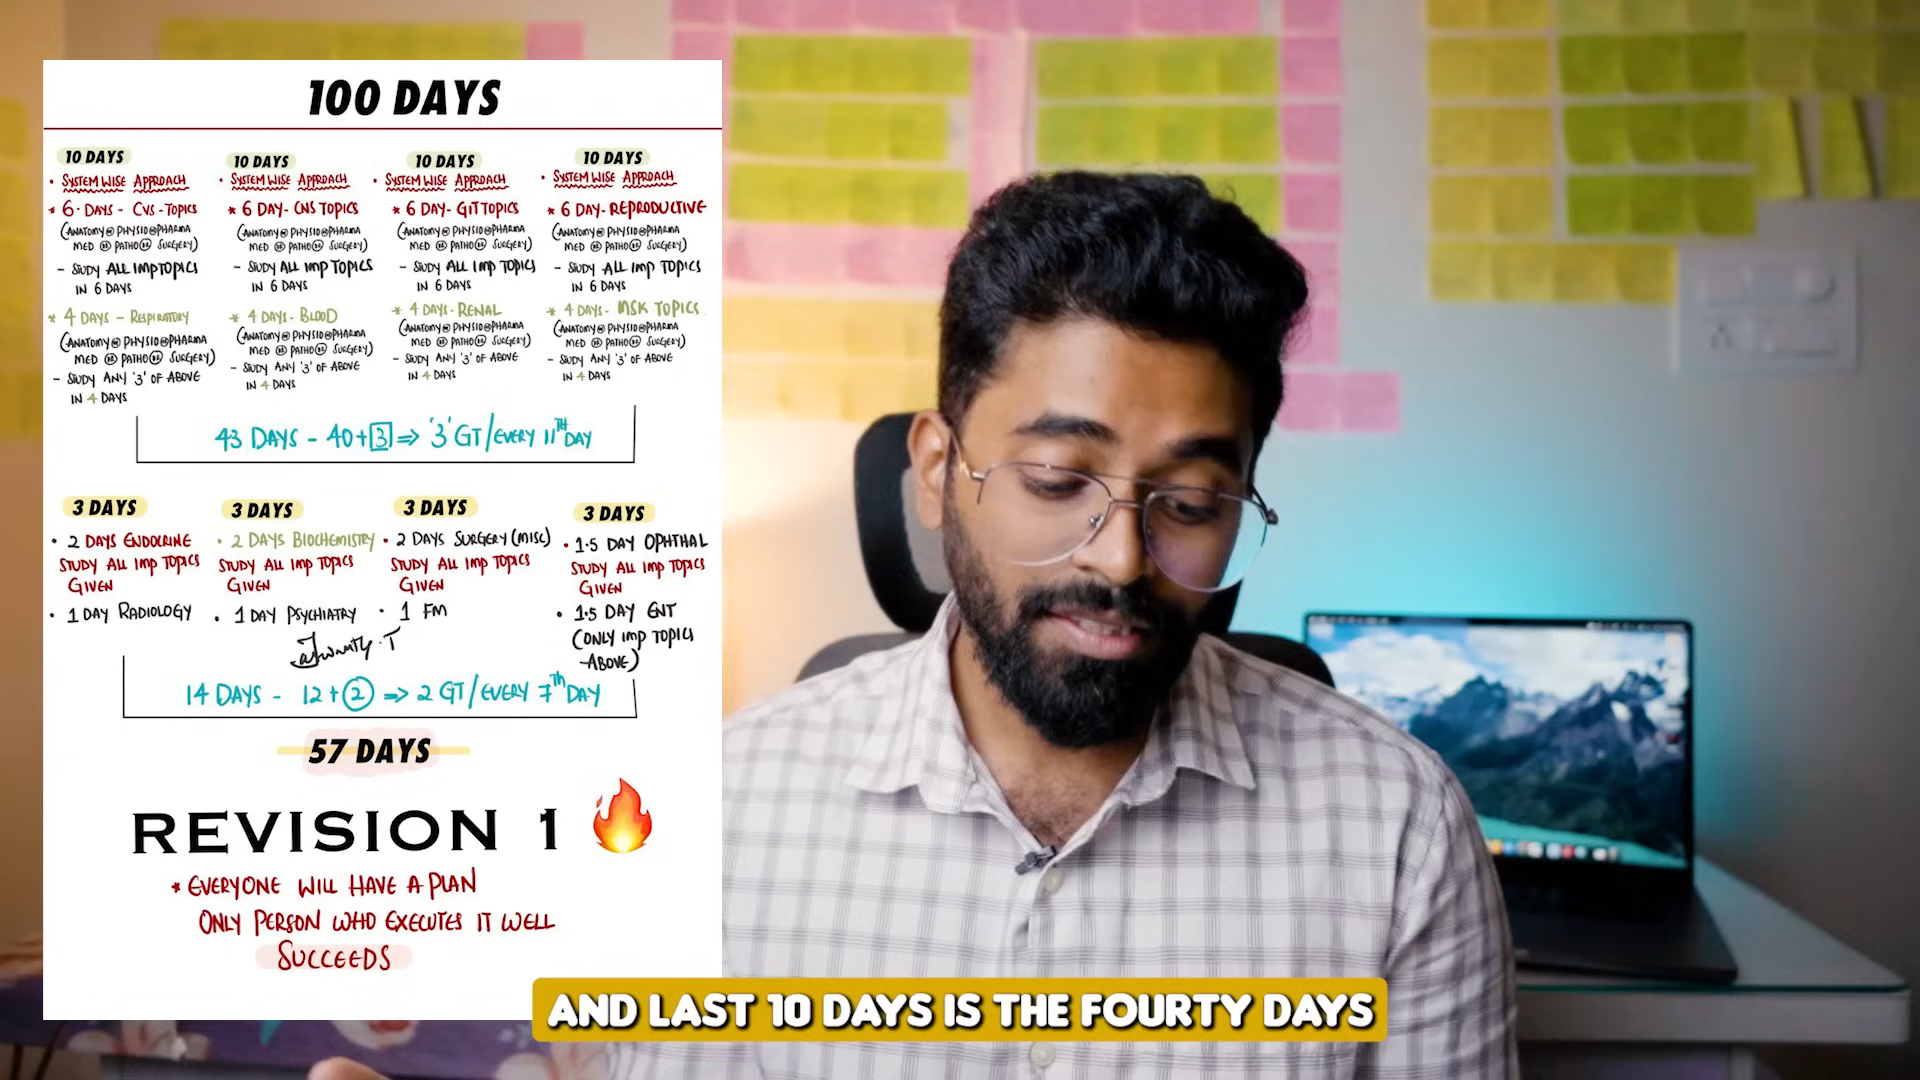 100 DAYS
10 DAYS
• SYSTEM WISE APPROACH
* 6-DAYS - CVS-TOPICS
(ANATOMY PHYSIO PHARMA
MED PATHO SURGERY)
- STUDY ALL IMP TOPICS
IN 6 DAYS
* 4 DAYS - RESPIRATORY
(ANATOMY PHYSIO PHARMA
MED PATHO SURGERY)
- STUDY ANY '3' OF ABOVE
IN 4 DAYS
10 DAYS
• SYSTEM WISE APPROACH
* 6 DAY- CNS TOPICS
(ANATOMY PHYSIO PHARMA
MED PATHO SURGERY)
- STUDY ALL IMP TOPICS
IN 6 DAYS
* 4 DAYS- BLOOD
(ANATOMY PHYSIO PHARMA
MED PATHO SURGERY)
- STUDY ANY '3' OF ABOVE
IN 4 DAYS
10 DAYS
• SYSTEM WISE APPROACH
* 6 DAY- GIT TOPICS
(ANATOMY PHYSIO PHARMA
MED PATHO SURGERY)
- STUDY ALL IMP TOPICS
IN 6 DAYS
* 4 DAYS- RENAL
(ANATOMY PHYSIO PHARMA
MED PATHO SURGERY)
- STUDY ANY '3' OF ABOVE
IN 4 DAYS
10 DAYS
• SYSTEM WISE APPROACH
* 6 DAY- REPRODUCTIVE
(ANATOMY PHYSIO PHARMA
MED PATHO SURGERY)
- STUDY ALL IMP TOPICS
IN 6 DAYS
* 4 DAYS- MSK TOPICS
(ANATOMY PHYSIO PHARMA
MED PATHO SURGERY)
- STUDY ANY '3' OF ABOVE
IN 4 DAYS
43 DAYS - 40+3 ⇒ '3' GT/EVERY 11TH DAY
3 DAYS
• 2 DAYS ENDOCRINE
STUDY ALL IMP TOPICS
GIVEN
• 1 DAY RADIOLOGY
3 DAYS
• 2 DAYS BIOCHEMISTRY
STUDY ALL IMP TOPICS
GIVEN
• 1 DAY PSYCHIATRY
3 DAYS
• 2 DAYS SURGERY (MISC)
STUDY ALL IMP TOPICS
GIVEN
• 1 FM
3 DAYS
• 1.5 DAY OPHTHAL
STUDY ALL IMP TOPICS
GIVEN
• 1.5 DAY ENT
(ONLY IMP TOPICS
ABOVE)
14 DAYS - 12+2 ⇒ 2 GT/EVERY 7th DAY
57 DAYS
REVISION 1 🔥
* EVERYONE WILL HAVE A PLAN
ONLY PERSON WHO EXECUTES IT WELL
SUCCEEDS
AND LAST 10 DAYS IS THE FOURTY DAYS